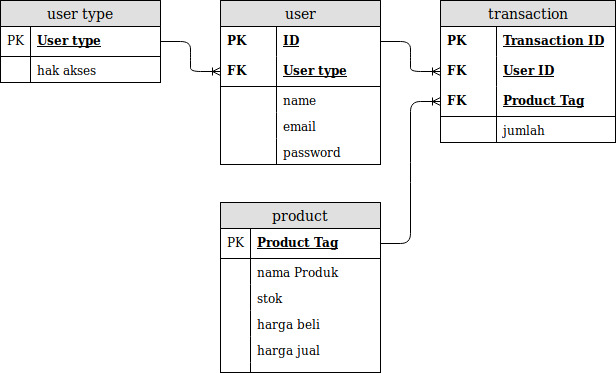 user type
PK User type
hak akses
user
PK ID
FK User type
name
email
password
transaction
PK Transaction ID
FK User ID
FK Product Tag
jumlah
product
PK Product Tag
nama Produk
stok
harga beli
harga jual